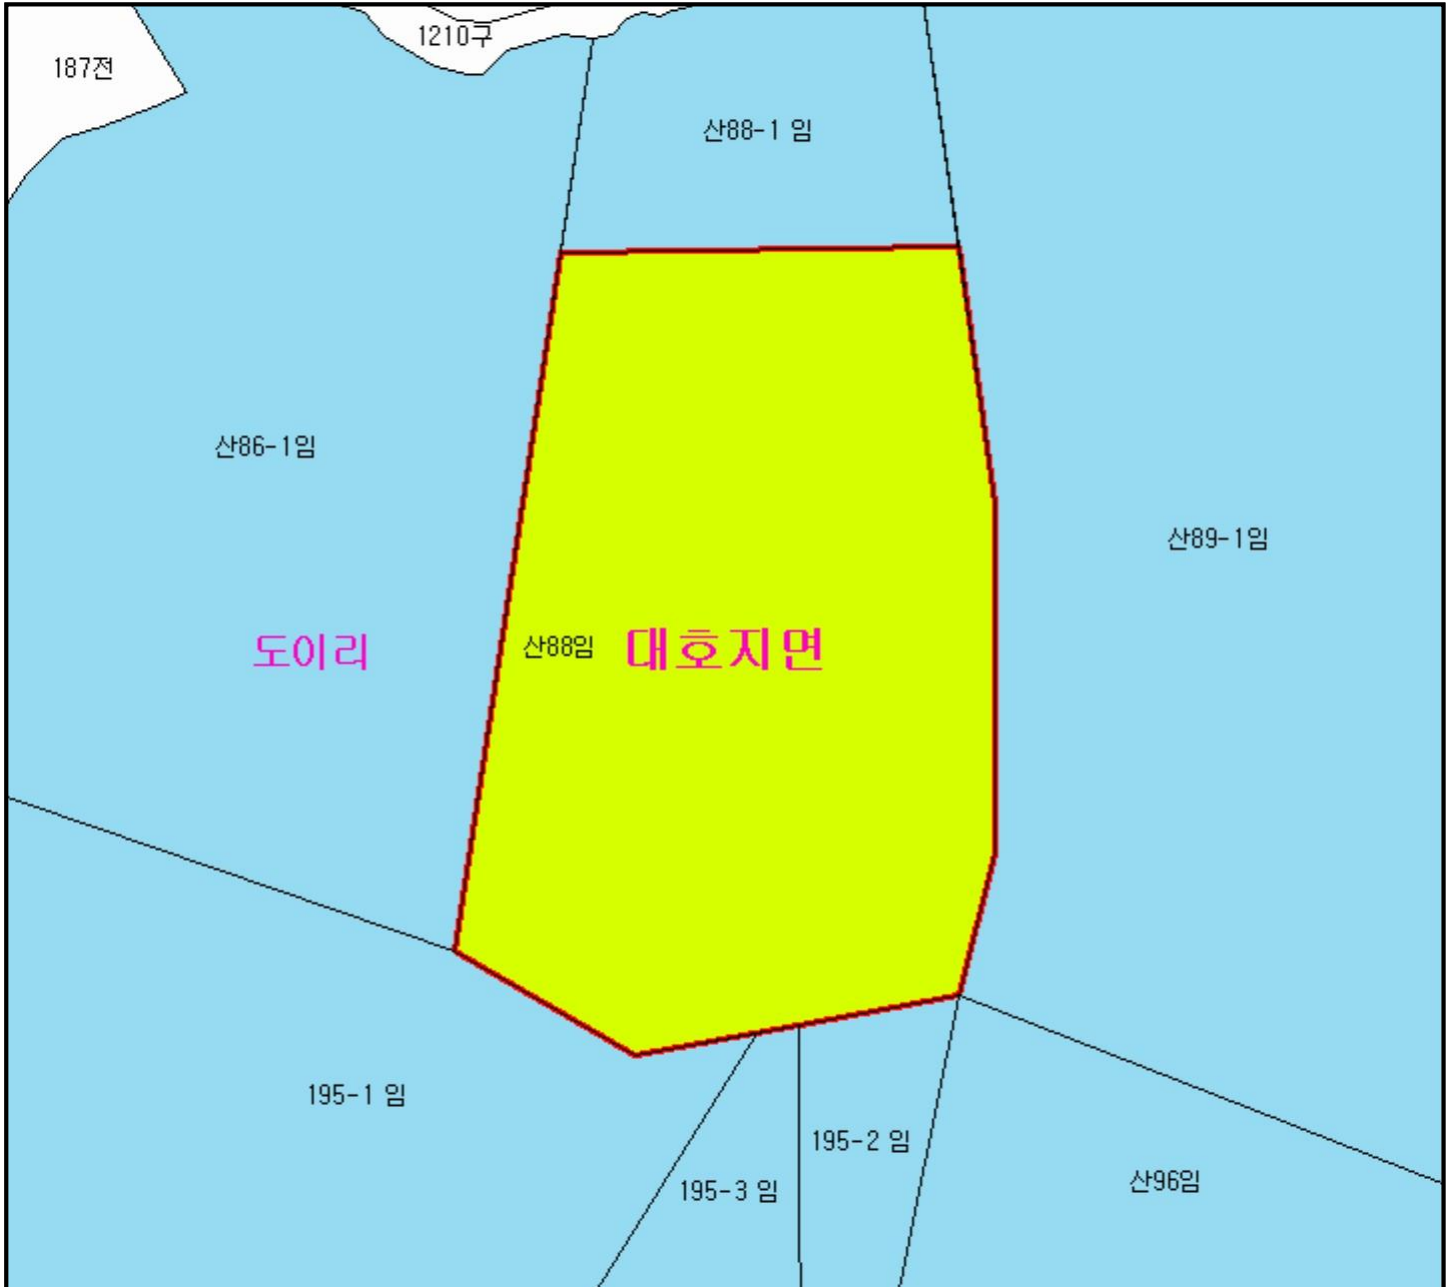 1210구
187전
산88-1 임
산86-1임
산89-1임
도이리
산88임
대호지면
195-1 임
195-2 임
195-3 임
산96임